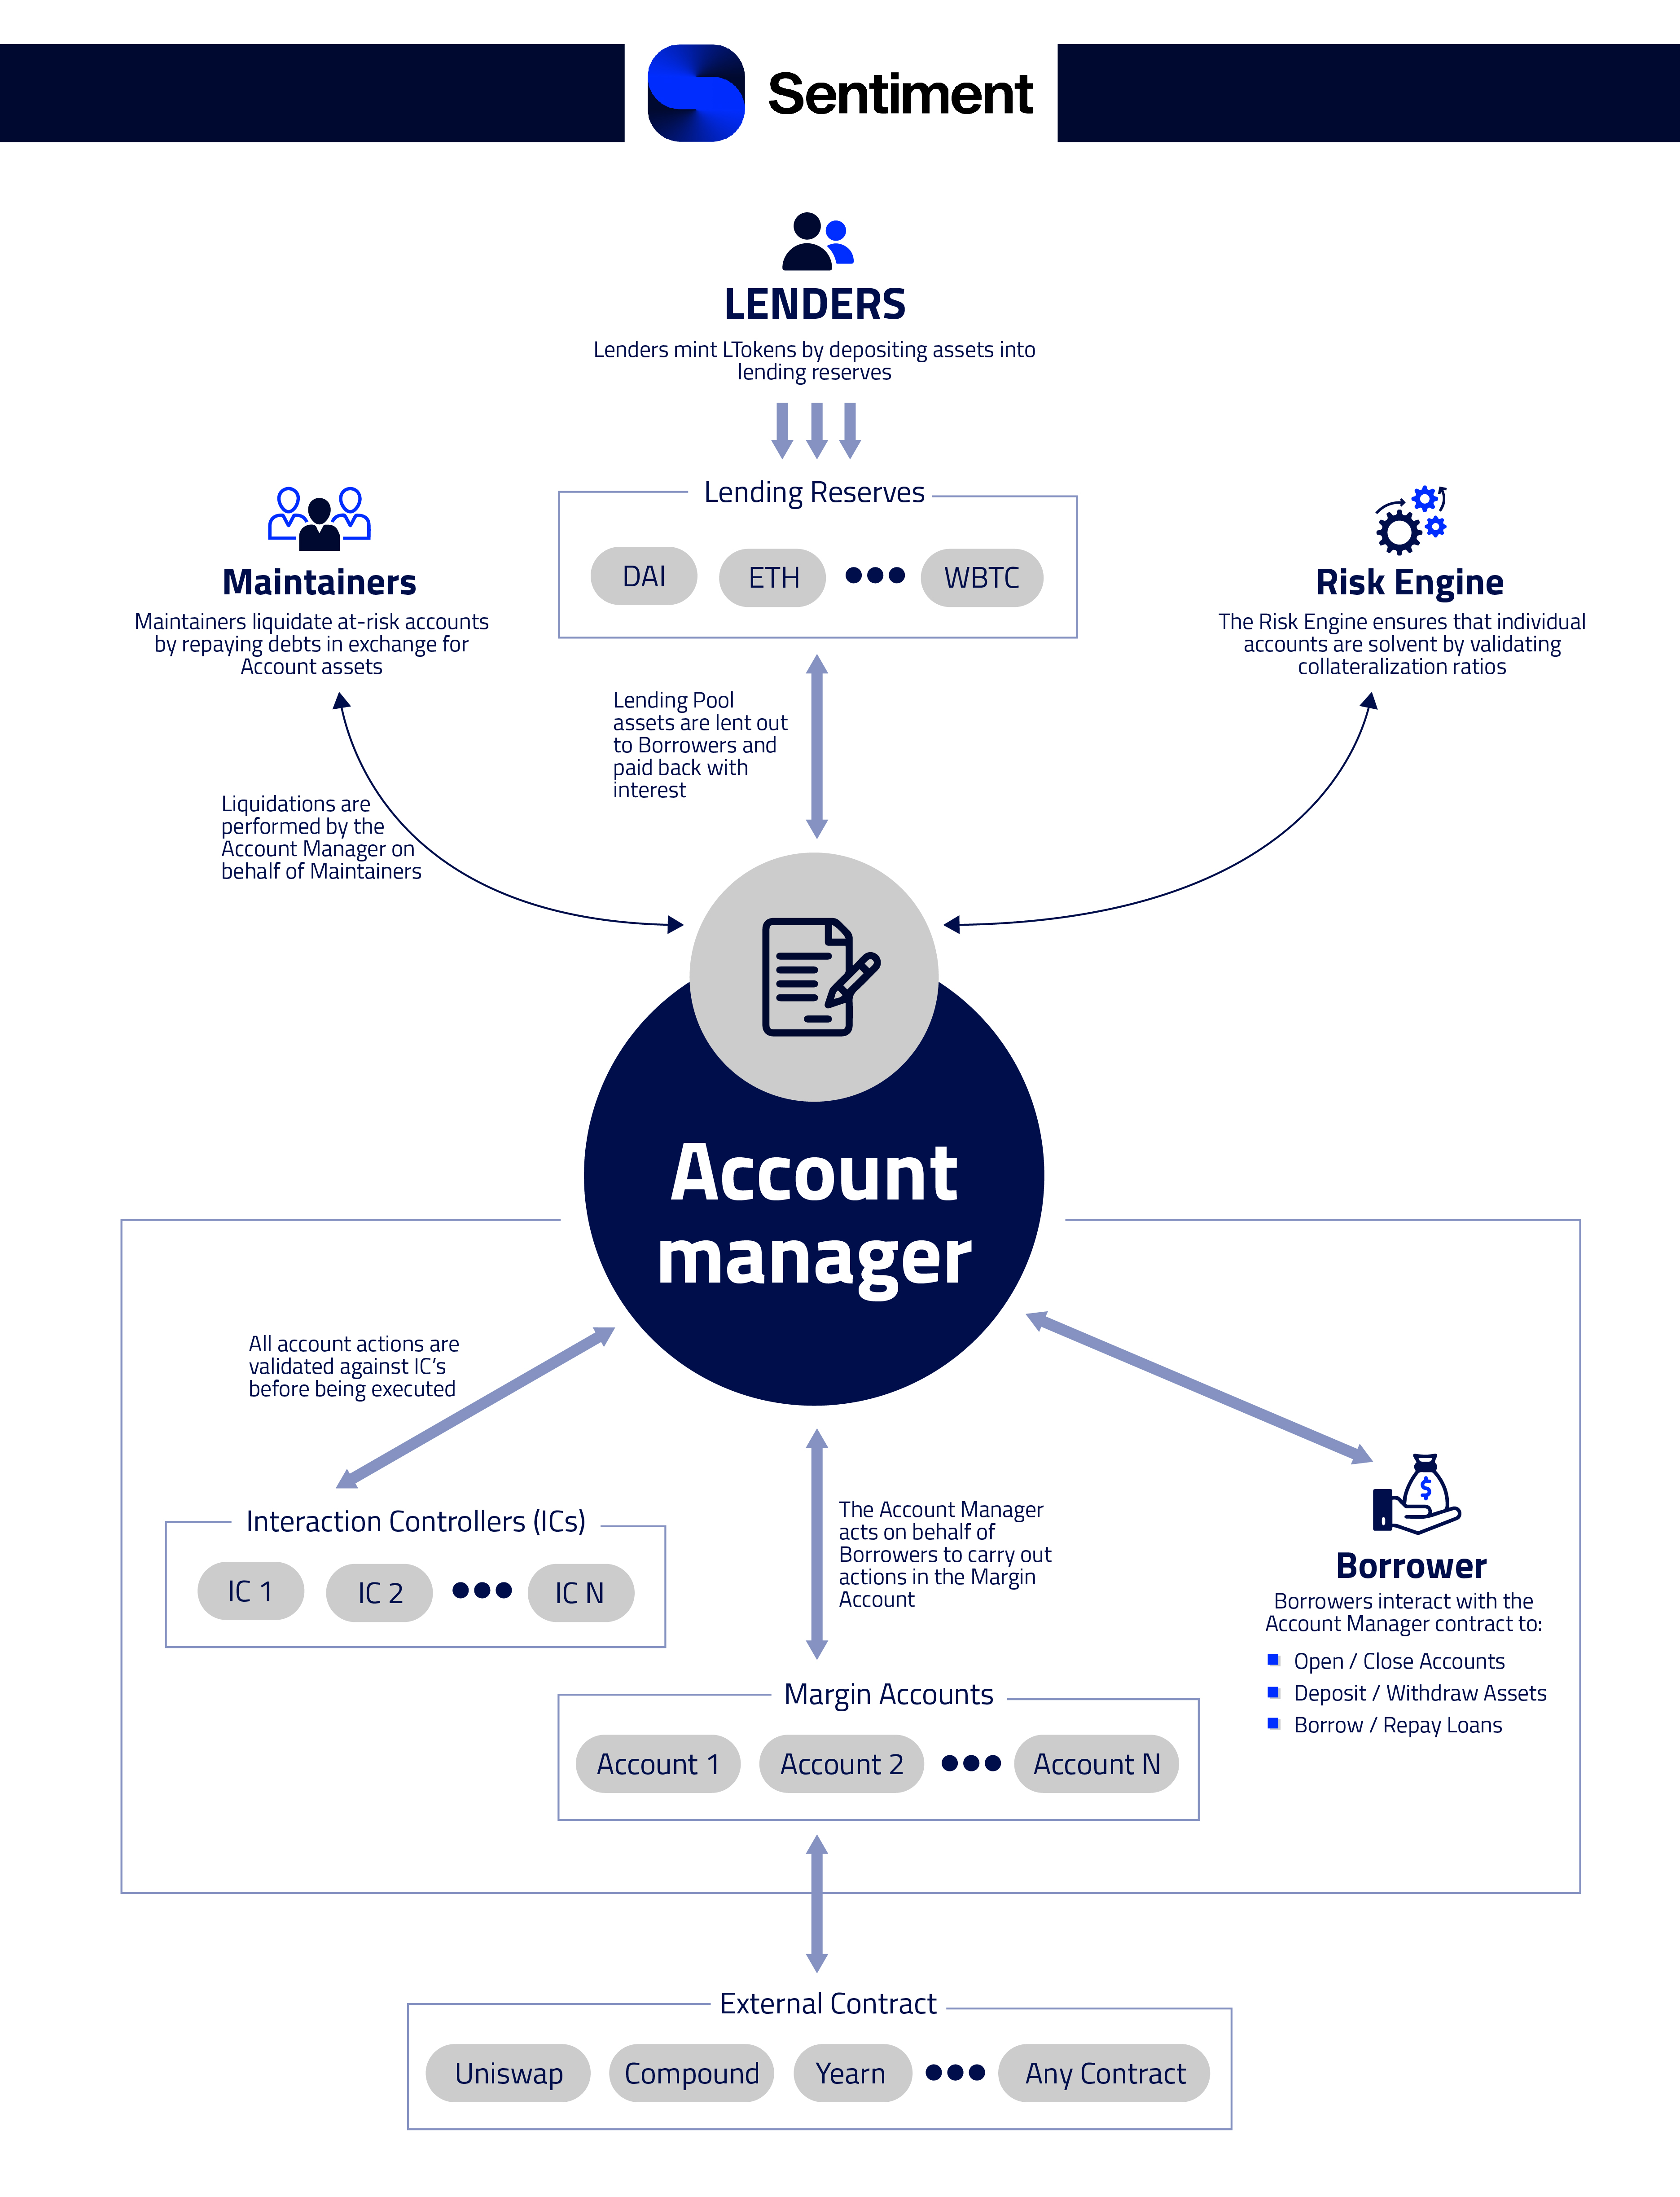 Sentiment
LENDERS
Lenders mint LTokens by depositing assets into
lending reserves
Lending Reserves
DAI
ETH
WBTC
Maintainers
Maintainers liquidate at-risk accounts
by repaying debts in exchange for
Account assets
Risk Engine
The Risk Engine ensures that individual
accounts are solvent by validating
collateralization ratios
Lending Pool
assets are lent out
to Borrowers and
paid back with
interest
Liquidations are
performed by the
Account Manager on
behalf of Maintainers
Account
manager
All account actions are
validated against IC's
before being executed
Interaction Controllers (ICs)
IC 1
IC 2
IC N
The Account Manager
acts on behalf of
Borrowers to carry out
actions in the Margin
Account
$
Borrower
Borrowers interact with the
Account Manager contract to:
Open / Close Accounts
Deposit / Withdraw Assets
Borrow / Repay Loans
Margin Accounts
Account 1
Account 2
Account N
External Contract
Uniswap
Compound
Yearn
Any Contract